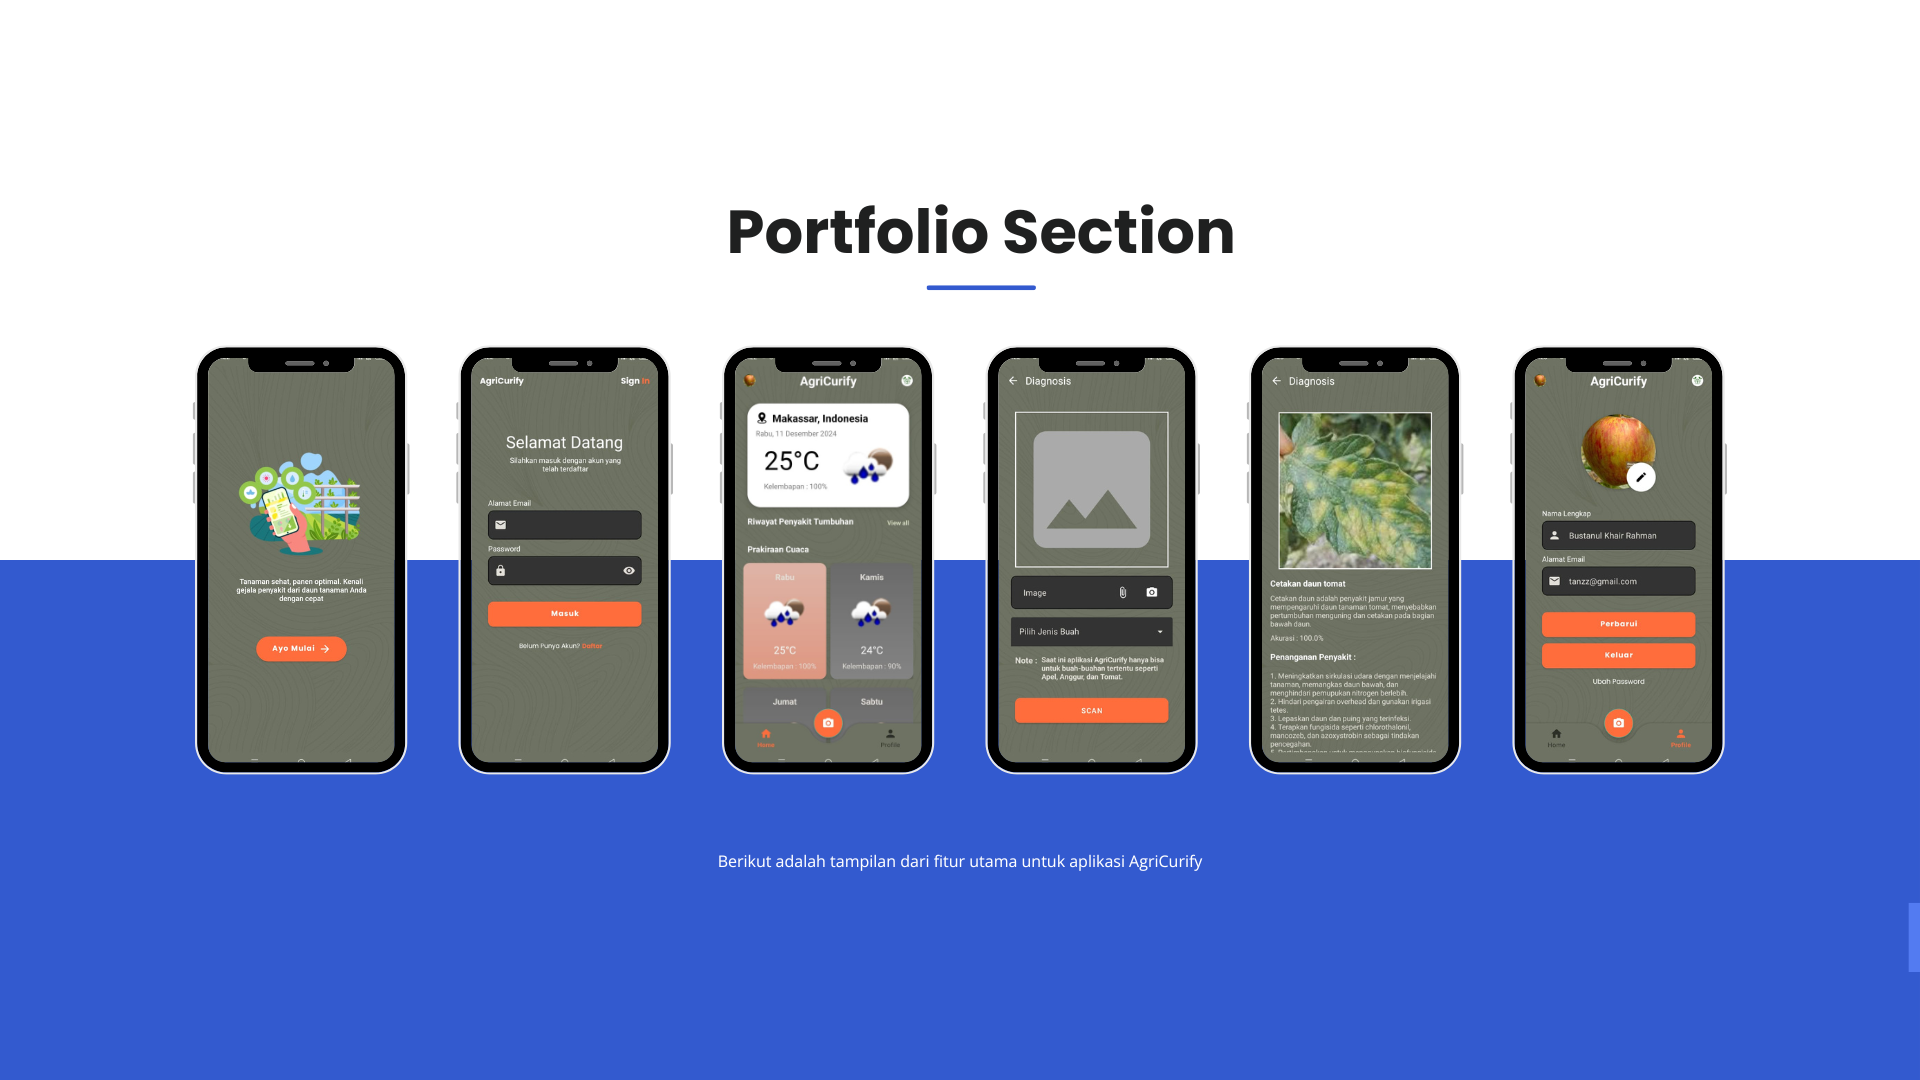 Portfolio Section
Tanaman sehat, panen optimal. Kenali
gejala penyakit dari daun tanaman Anda
dengan cepat
Ayo Mulai
AgriCurify
Sign In
Selamat Datang
Silahkan masuk dengan akun yang
telah terdaftar
Alamat Email
Password
Masuk
Belum Punya Akun? Daftar
AgriCurify
Makassar, Indonesia
Rabu, 11 Desember 2024
25°C
Kelembapan : 100%
Riwayat Penyakit Tumbuhan
View all
Prakiraan Cuaca
Rabu
Kamis
25°C
24°C
Kelembapan : 100%
Kelembapan : 90%
Jumat
Sabtu
Home
Profile
Diagnosis
Image
Pilih Jenis Buah
Note : Saat ini aplikasi AgriCurify hanya bisa
untuk buah-buahan tertentu seperti
Apel, Anggur, dan Tomat.
SCAN
Diagnosis
Cetakan daun tomat
Cetakan daun adalah penyakit jamur yang
mempengaruhi daun tanaman tomat, menyebabkan
pertumbuhan menguning dan cetakan pada bagian
bawah daun.
Akurasi : 100.0%
Penanganan Penyakit :
1. Meningkatkan sirkulasi udara dengan menjelajahi
tanaman, memangkas daun bawah, dan
menghindari pemupukan nitrogen berlebih.
2. Hindari pengairan overhead dan gunakan irigasi
tetes.
3. Lepaskan daun dan puing yang terinfeksi.
4. Terapkan fungisida seperti chlorothalonil,
mancozeb, dan azoxystrobin sebagai tindakan
pencegahan.
AgriCurify
Nama Lengkap
Bustanul Khair Rahman
Alamat Email
tanzz@gmail.com
Perbarui
Keluar
Ubah Password
Home
Profile
Berikut adalah tampilan dari fitur utama untuk aplikasi AgriCurify